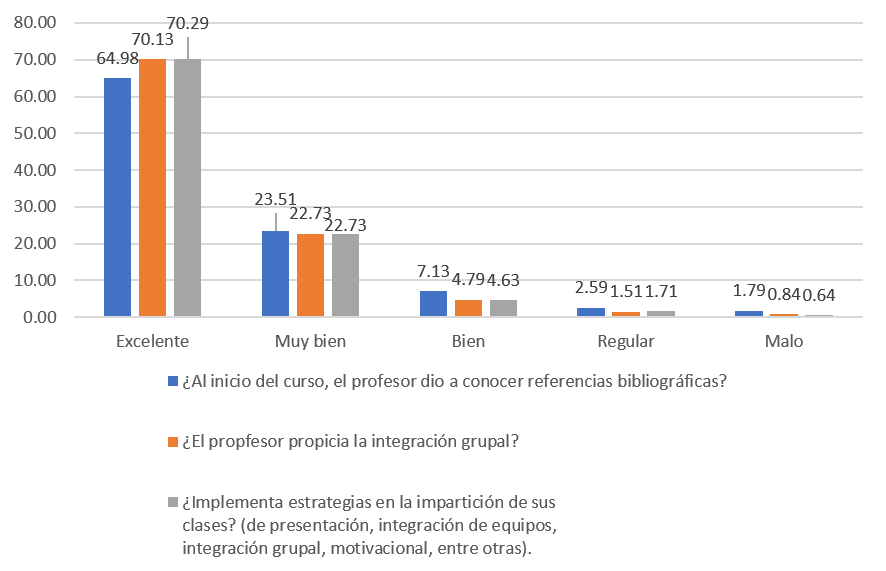 80.00
70.00
60.00
50.00
40.00
30.00
20.00
10.00
0.00
64.98 70.13 70.29
23.51 22.73 22.73
7.13 4.79 4.63
2.59 1.51 1.71
1.79 0.84 0.64
Excelente Muy bien Bien Regular Malo
¿Al inicio del curso, el profesor dio a conocer referencias bibliográficas?
¿El propfesor propicia la integración grupal?
¿Implementa estrategias en la impartición de sus
clases? (de presentación, integración de equipos,
integración grupal, motivacional, entre otras).